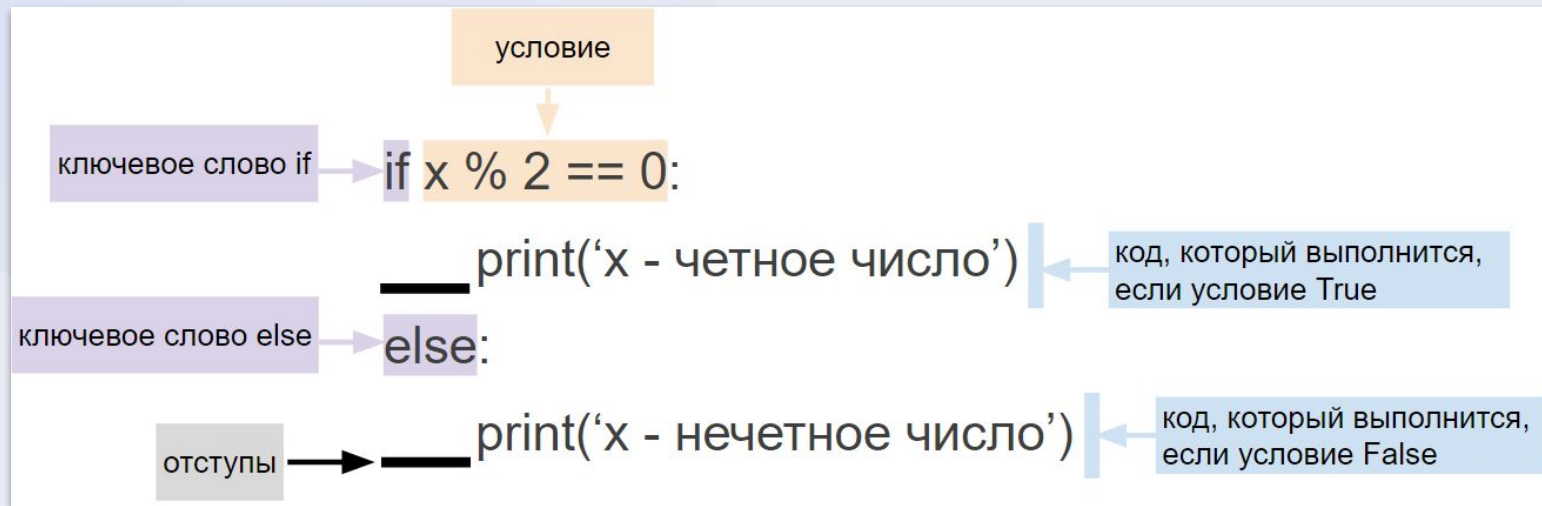 условие
ключевое слово if
if x % 2 == 0:
print(‘x - четное число’)
код, который выполнится,
если условие True
ключевое слово else
else:
print(‘x - нечетное число’)
код, который выполнится,
если условие False
отступы